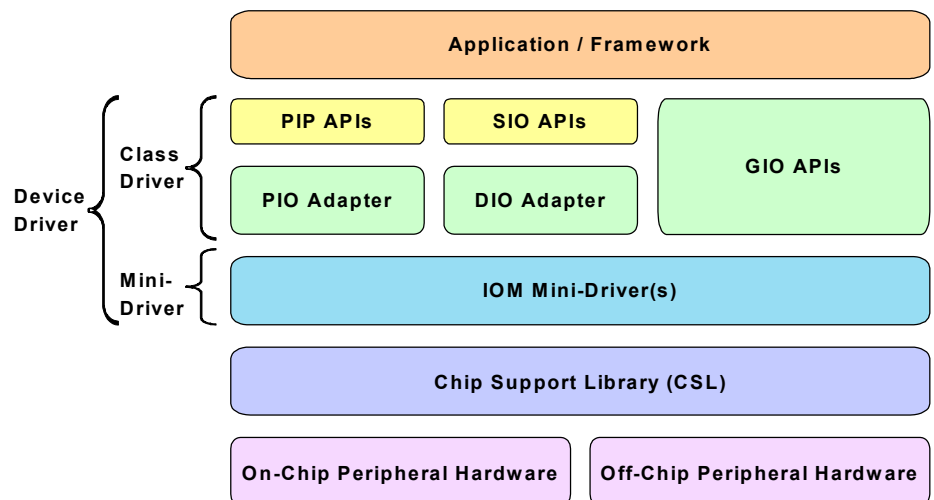 Application / Framework
PIP APIs
SIO APIs
GIO APIs
Class
Driver
PIO Adapter
DIO Adapter
Device
Driver
Mini-
Driver
IOM Mini-Driver(s)
Chip Support Library (CSL)
On-Chip Peripheral Hardware
Off-Chip Peripheral Hardware